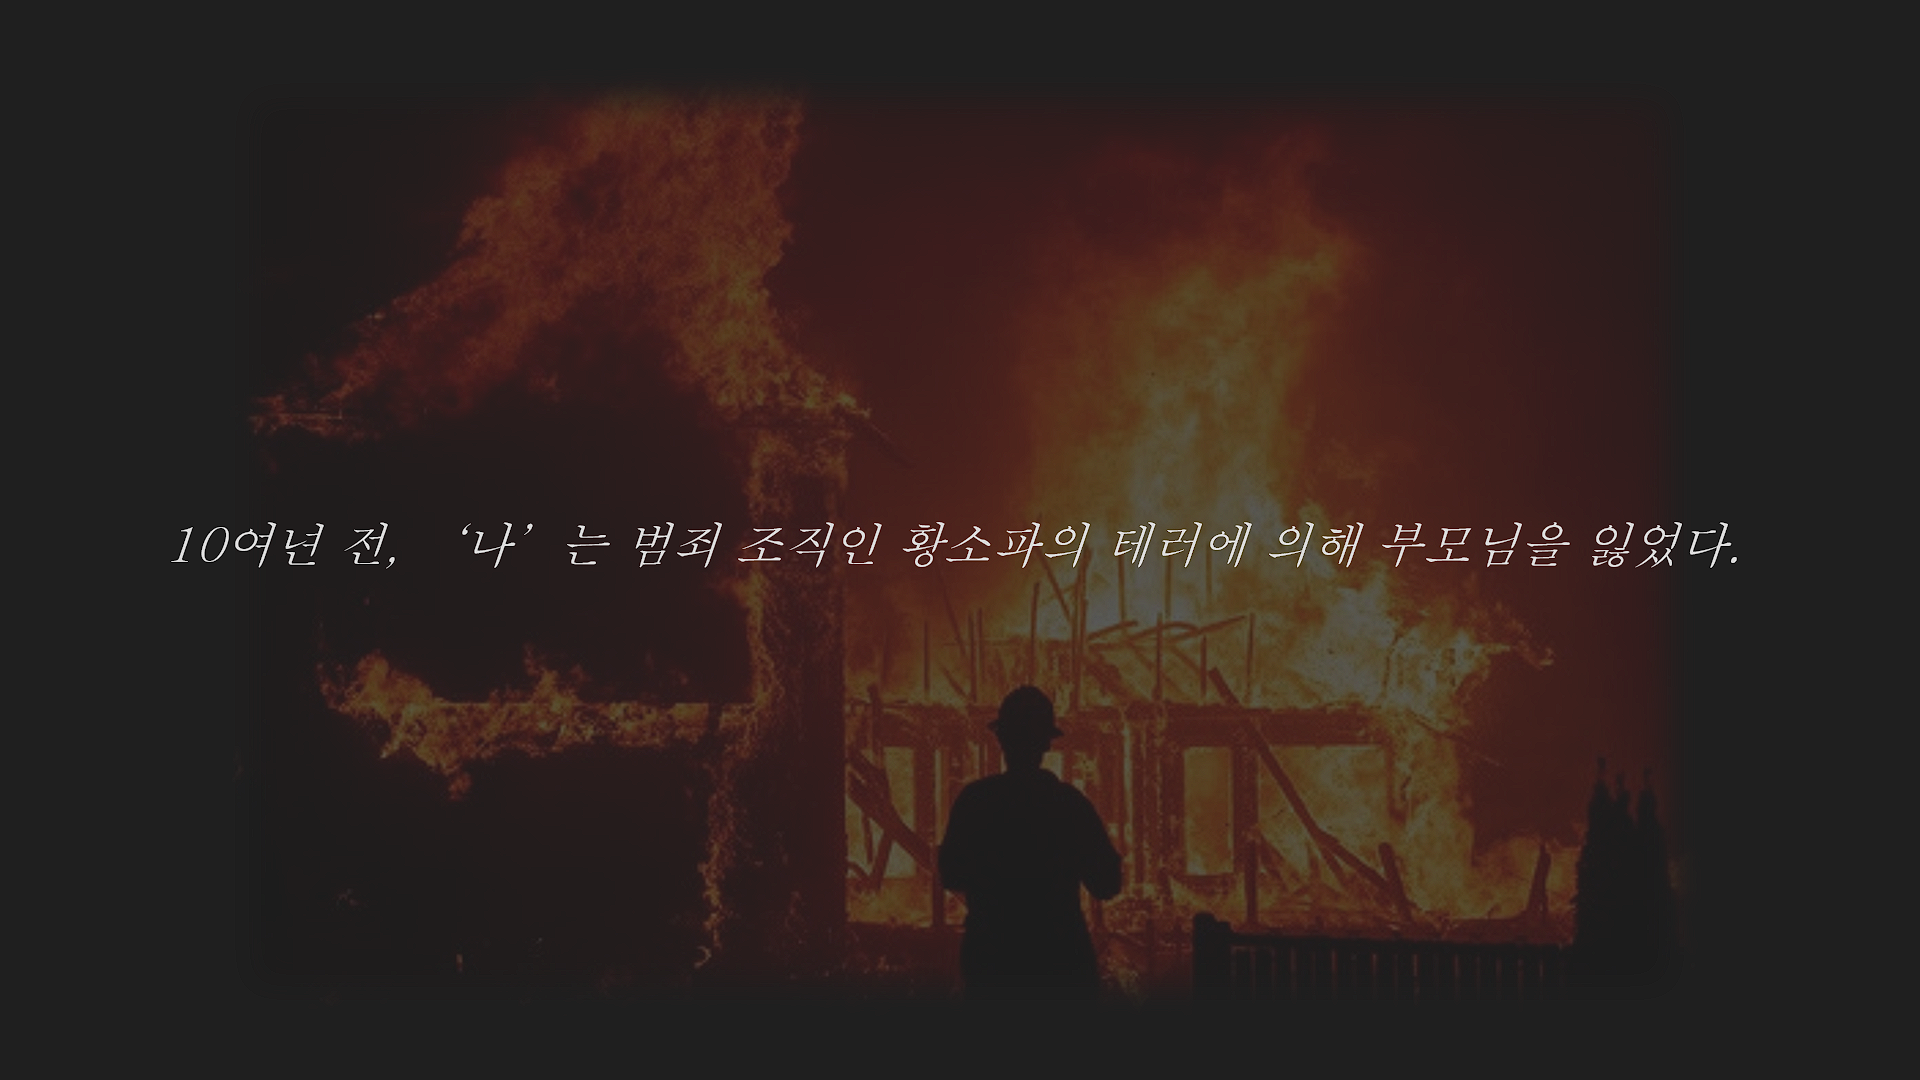 10여년 전, ‘나’는 범죄 조직인 황소파의 테러에 의해 부모님을 잃었다.